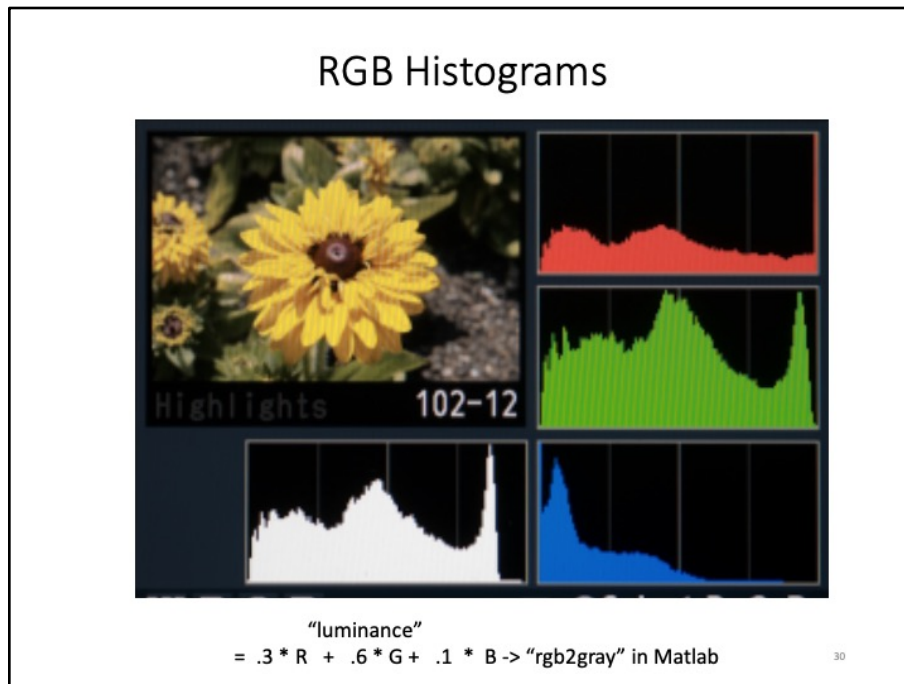 RGB Histograms
Highlights 102-12
“luminance”
= .3 * R + .6 * G + .1 * B -> “rgb2gray” in Matlab
30